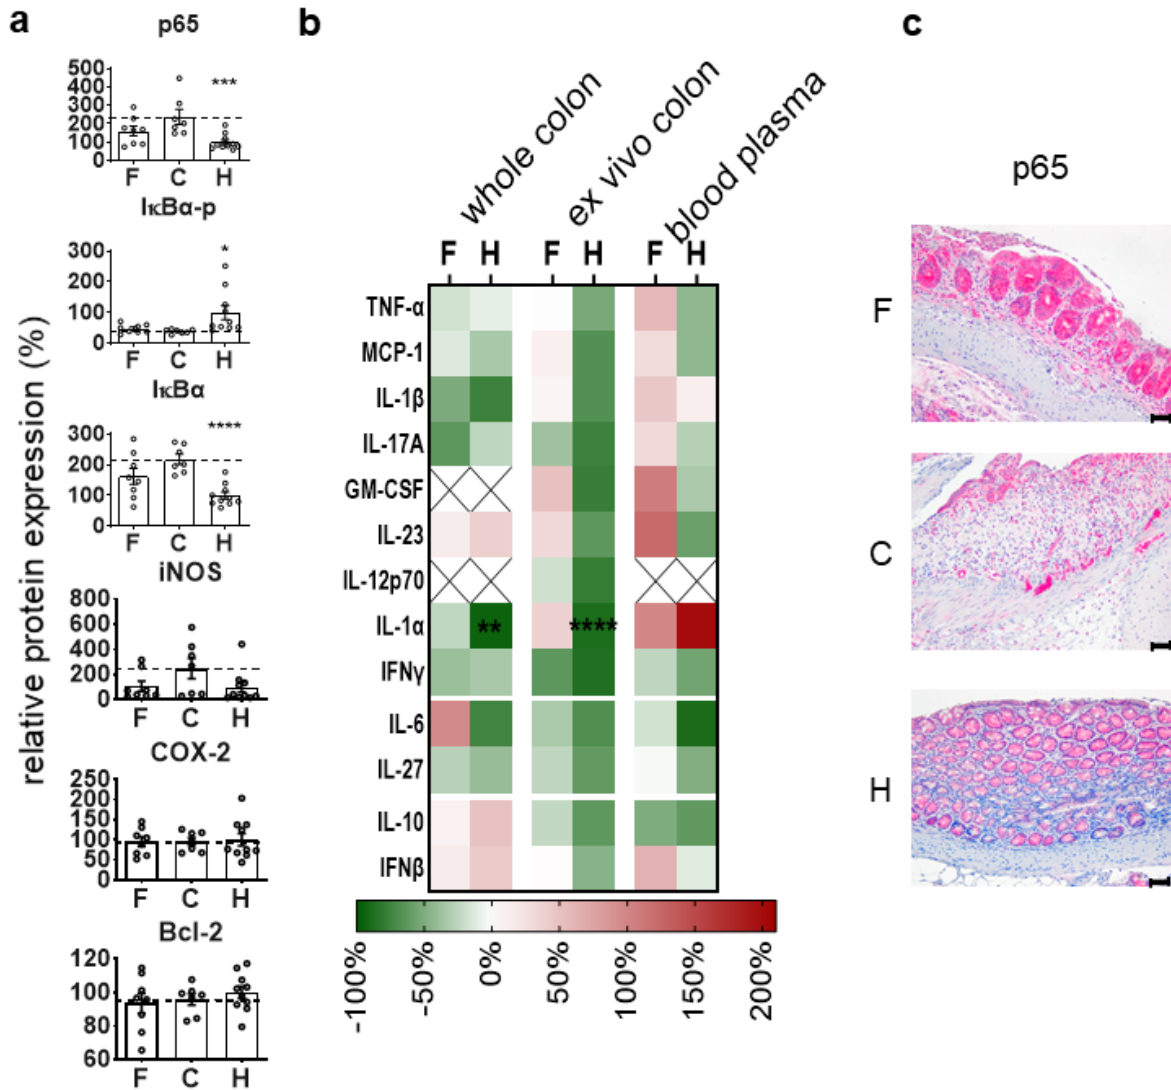 a
p65
500
400
300
200
100
0
***
F C H
IκBα-p
300
200
100
0
*
F C H
IκBα
300
200
100
0
****
F C H
iNOS
800
600
400
200
0
F C H
COX-2
250
200
150
100
50
0
F C H
Bcl-2
120
100
80
60
F C H
relative protein expression (%)
b
whole colon
ex vivo colon
blood plasma
F H F H F H
TNF-α
MCP-1
IL-1β
IL-17A
GM-CSF
IL-23
IL-12p70
IL-1α ** ****
IFNγ
IL-6
IL-27
IL-10
IFNβ
-100%
-50%
0%
50%
100%
150%
200%
c
p65
F
C
H